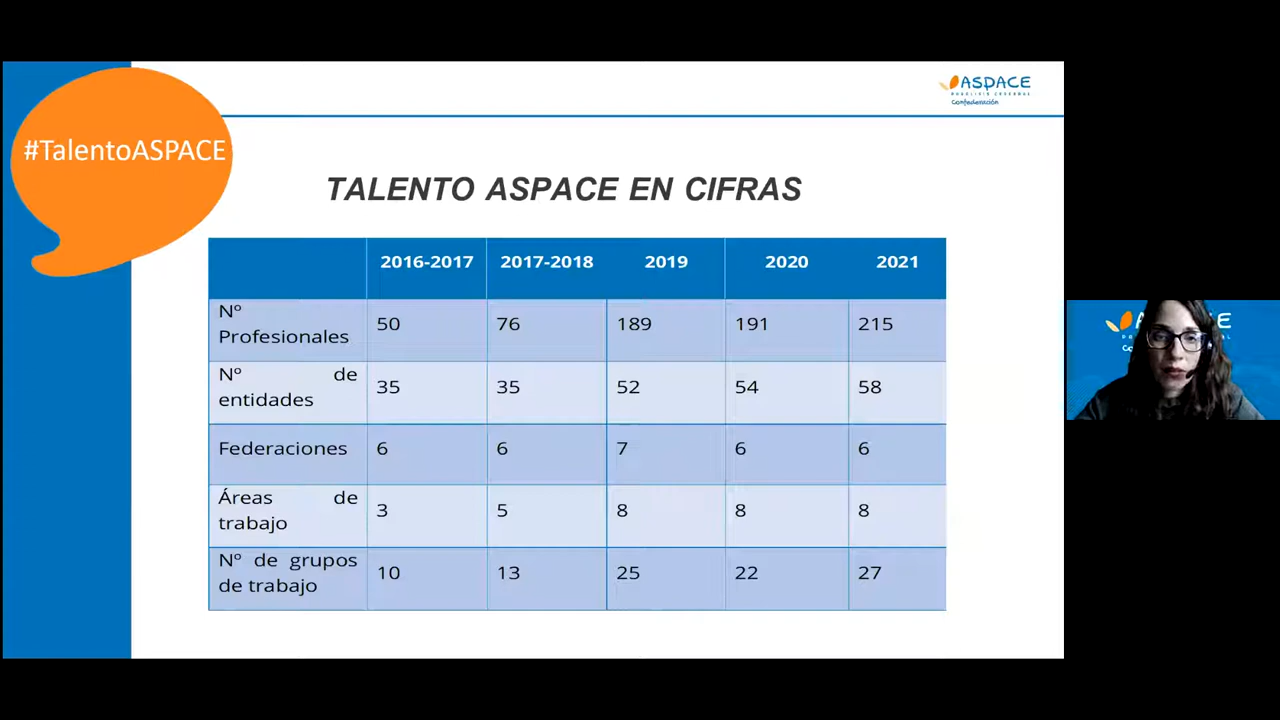 #TalentoASPACE
ASPACE
Confederación
TALENTO ASPACE EN CIFRAS
2016-2017 2017-2018 2019 2020 2021
Nº
Profesionales 50 76 189 191 215
Nº de
entidades 35 35 52 54 58
Federaciones 6 6 7 6 6
Áreas de
trabajo 3 5 8 8 8
Nº de grupos
de trabajo 10 13 25 22 27